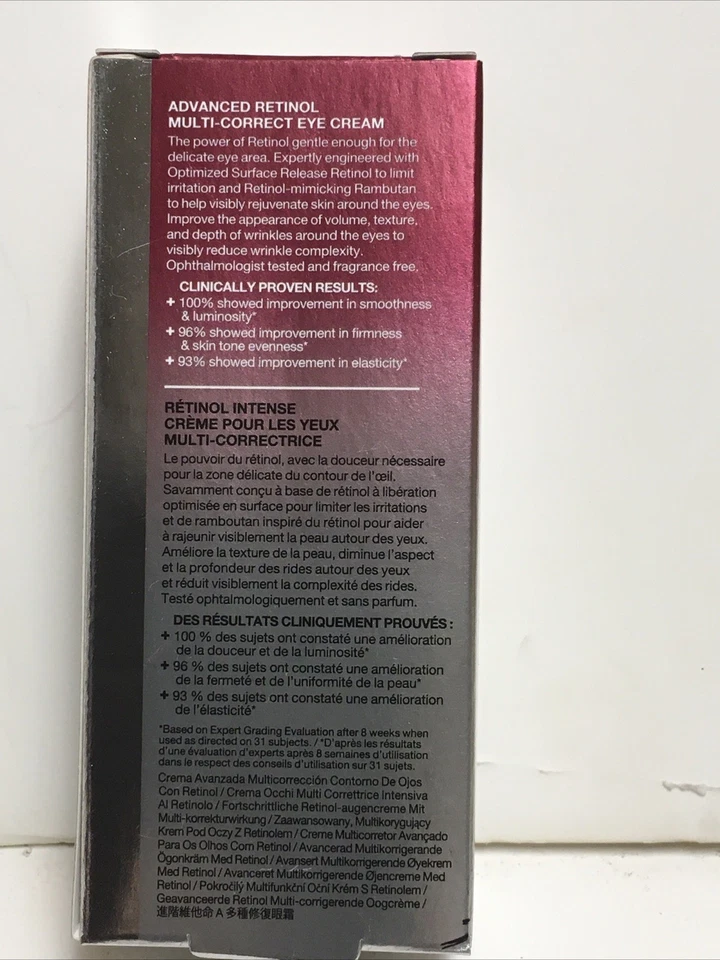 ADVANCED RETINOL
MULTI-CORRECT EYE CREAM
The power of Retinol gentle enough for the
delicate eye area. Expertly engineered with
Optimized Surface Release Retinol to limit
irritation and Retinol-mimicking Rambutan
to help visibly rejuvenate skin around the eyes.
Improve the appearance of volume, texture,
and depth of wrinkles around the eyes to
visibly reduce wrinkle complexity.
Ophthalmologist tested and fragrance free.
CLINICALLY PROVEN RESULTS:
+ 100% showed improvement in smoothness
& luminosity*
+ 96% showed improvement in firmness
& skin tone evenness*
+ 93% showed improvement in elasticity*
RÉTINOL INTENSE
CRÈME POUR LES YEUX
MULTI-CORRECTRICE
Le pouvoir du rétinol, avec la douceur nécessaire
pour la zone délicate du contour de l'œil.
Savamment conçu à base de rétinol à libération
optimisée en surface pour limiter les irritations
et de ramboutan inspiré du rétinol pour aider
à rajeunir visiblement la peau autour des yeux.
Améliore la texture de la peau, diminue l'aspect
et la profondeur des rides autour des yeux
et réduit visiblement la complexité des rides.
Testé ophtalmologiquement et sans parfum.
DES RÉSULTATS CLINIQUEMENT PROUVÉS :
+ 100 % des sujets ont constaté une amélioration
de la douceur et de la luminosité*
+ 96 % des sujets ont constaté une amélioration
de la fermeté et de l'uniformité de la peau*
+ 93 % des sujets ont constaté une amélioration
de l'élasticité*
*Based on Expert Grading Evaluation after 8 weeks when
used as directed on 31 subjects. / *D'après les résultats
d'une évaluation d'experts après 8 semaines d'utilisation
dans le respect des conseils d'utilisation sur 31 sujets.
Crema Avanzada Multicorrección Contorno De Ojos
Con Retinol / Crema Occhi Multi Correttrice Intensiva
Al Retinolo / Fortschrittliche Retinol-augencreme Mit
Multi-korrekturwirkung / Zaawansowany, Multikorygujący
Krem Pod Oczy Z Retinolem / Creme Multicorretor Avançado
Para Os Olhos Com Retinol / Avancerad Multikorrigerande
Ögonkräm Med Retinol / Avansert Multikorrigerende Øyekrem
Med Retinol / Avanceret Multikorrigerende Øjencreme Med
Retinol / Pokročilý Multifunkční Oční Krém S Retinolem /
Geavanceerde Retinol Multi-corrigerende Oogcrème /
進階維他命 A 多種修復眼霜